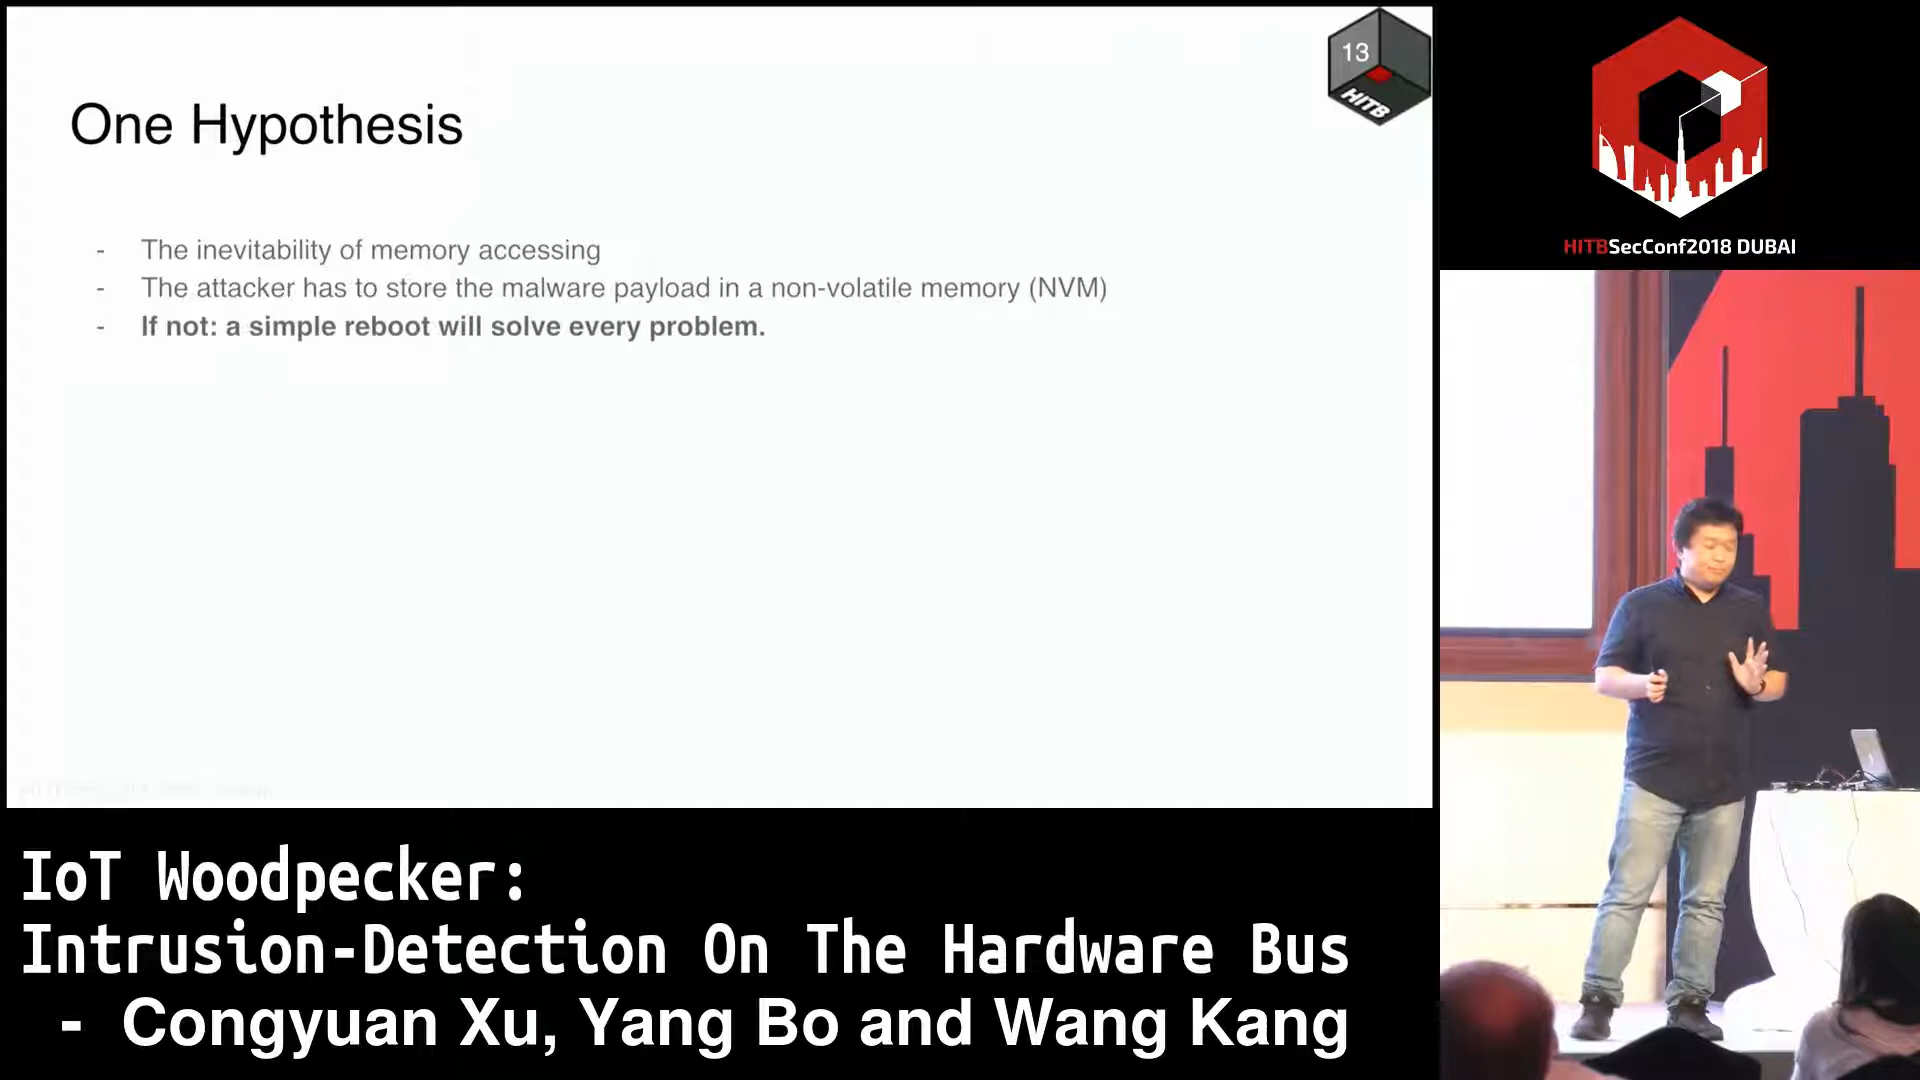 One Hypothesis
13
HITB
- The inevitability of memory accessing
- The attacker has to store the malware payload in a non-volatile memory (NVM)
- If not: a simple reboot will solve every problem.
HITBSecConf2018 DUBAI
IoT Woodpecker:
Intrusion-Detection On The Hardware Bus
- Congyuan Xu, Yang Bo and Wang Kang